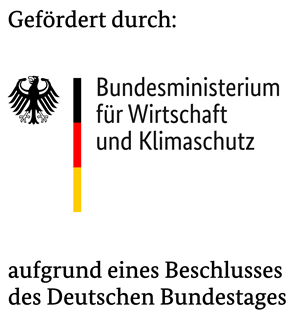 Gefördert durch:
Bundesministerium
für Wirtschaft
und Klimaschutz
aufgrund eines Beschlusses
des Deutschen Bundestages